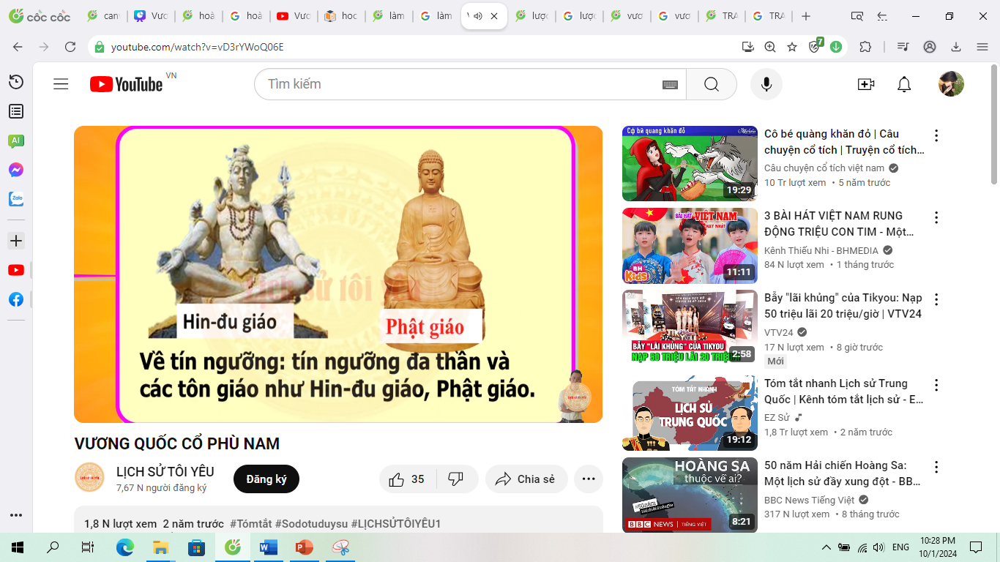 cốc cốc
can
Vươ
hoà
hoà
Vươ
hoc
làm
làm
lược
lược
vươ
vươ
TRA
TRA
youtube.com/watch?v=vD3rYWoQ06E
7
AI
Zalo
YouTube VN
Tìm kiếm
Hin-đu giáo
Phật giáo
Lịch sử tôi yêu
Về tín ngưỡng: tín ngưỡng đa thần và
các tôn giáo như Hin-đu giáo, Phật giáo.
VƯƠNG QUỐC CỔ PHÙ NAM
LỊCH SỬ TÔI YÊU
7,67 N người đăng ký
Đăng ký
35
Chia sẻ
1,8 N lượt xem 2 năm trước #Tómtắt #Sodotuduysu #LỊCHSỬTÔIYÊU1
19:29
Cô bé quàng khăn đỏ | Câu
chuyện cổ tích | Truyện cổ tích...
Câu chuyện cổ tích việt nam
10 Tr lượt xem • 5 năm trước
BÀI HÁT VIỆT NAM
HAY NHẤT
BH
KIDS
11:11
3 BÀI HÁT VIỆT NAM RUNG
ĐỘNG TRIỆU CON TIM - Một...
Kênh Thiếu Nhi - BHMEDIA
84 N lượt xem • 1 tháng trước
BẪY "LÃI KHỦNG" CỦA TIKYOU
NẠP 50 TRIỆU LÃI 20 TRIỆU
2:58
Bẫy "lãi khủng" của Tikyou: Nạp
50 triệu lãi 20 triệu/giờ | VTV24
VTV24
17 N lượt xem • 8 giờ trước
Mới
TÓM TẮT NHANH
LỊCH SỬ
TRUNG QUỐC
19:12
Tóm tắt nhanh Lịch sử Trung
Quốc | Kênh tóm tắt lịch sử - E...
EZ Sử
1,8 Tr lượt xem • 2 năm trước
HOÀNG SA
thuộc về ai?
#50năm
BBC NEWS TIẾNG VIỆT
8:21
50 năm Hải chiến Hoàng Sa:
Một lịch sử đầy xung đột - BB...
BBC News Tiếng Việt
317 N lượt xem • 8 tháng trước
ENG
10:28 PM
10/1/2024